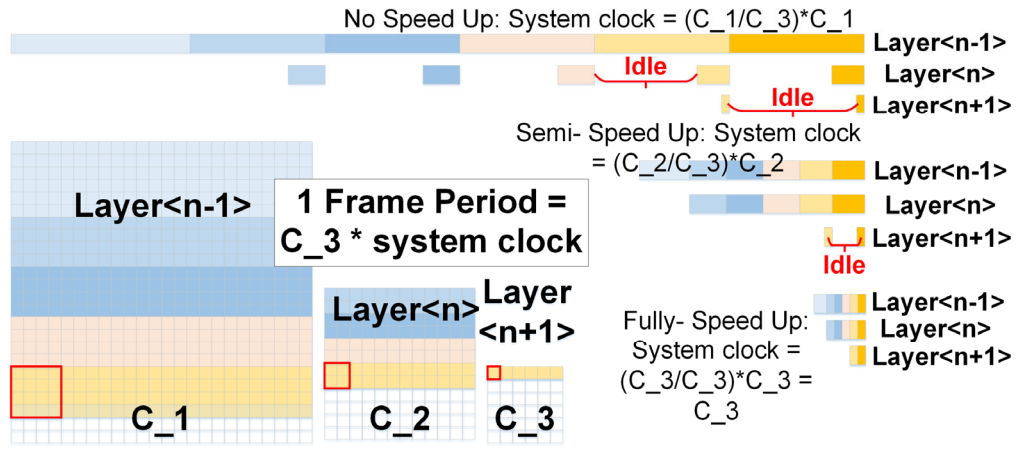 No Speed Up: System clock = (C_1/C_3)*C_1
Layer<n-1>
Idle
Layer<n>
Idle
Layer<n+1>
Semi- Speed Up: System clock
= (C_2/C_3)*C_2
Layer<n-1>
Layer<n>
Layer<n+1>
Idle
Layer<n-1>
1 Frame Period =
C_3 * system clock
Layer<n>
Layer
<n+1>
C_1
C_2
C_3
Fully- Speed Up:
System clock =
(C_3/C_3)*C_3 =
C_3
Layer<n-1>
Layer<n>
Layer<n+1>